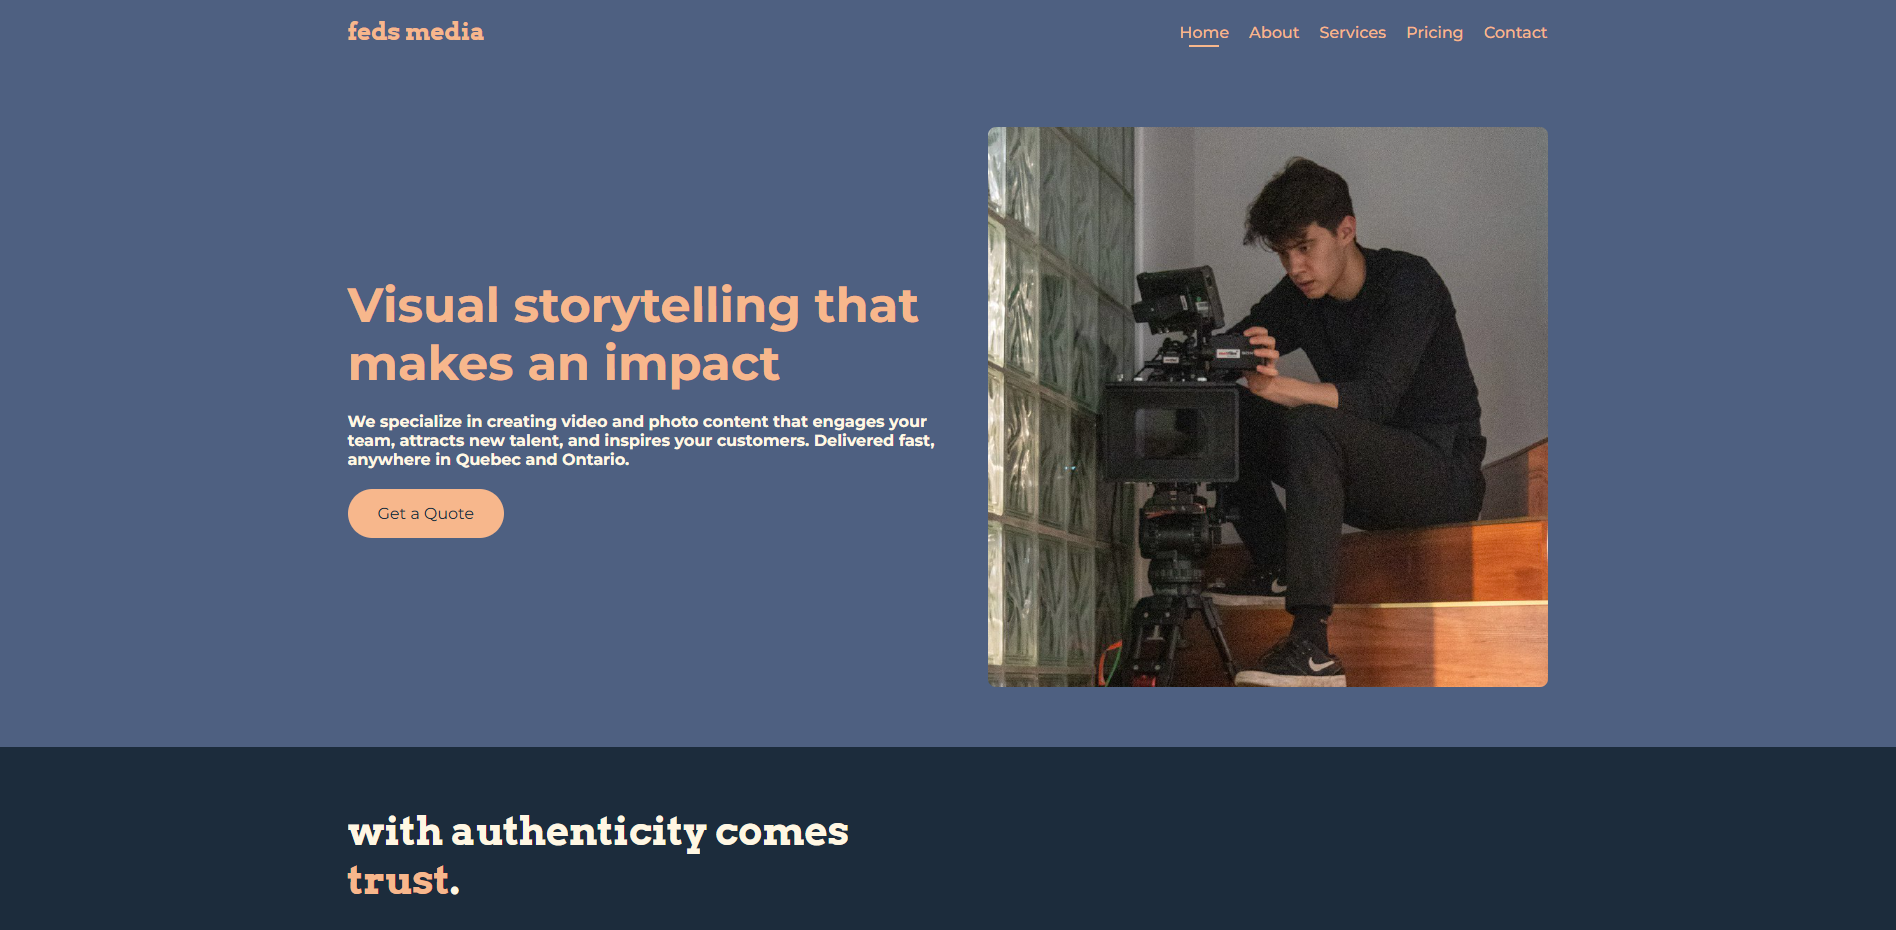 feds media
Home About Services Pricing Contact
Visual storytelling that
makes an impact
We specialize in creating video and photo content that engages your
team, attracts new talent, and inspires your customers. Delivered fast,
anywhere in Quebec and Ontario.
Get a Quote
with authenticity comes
trust.